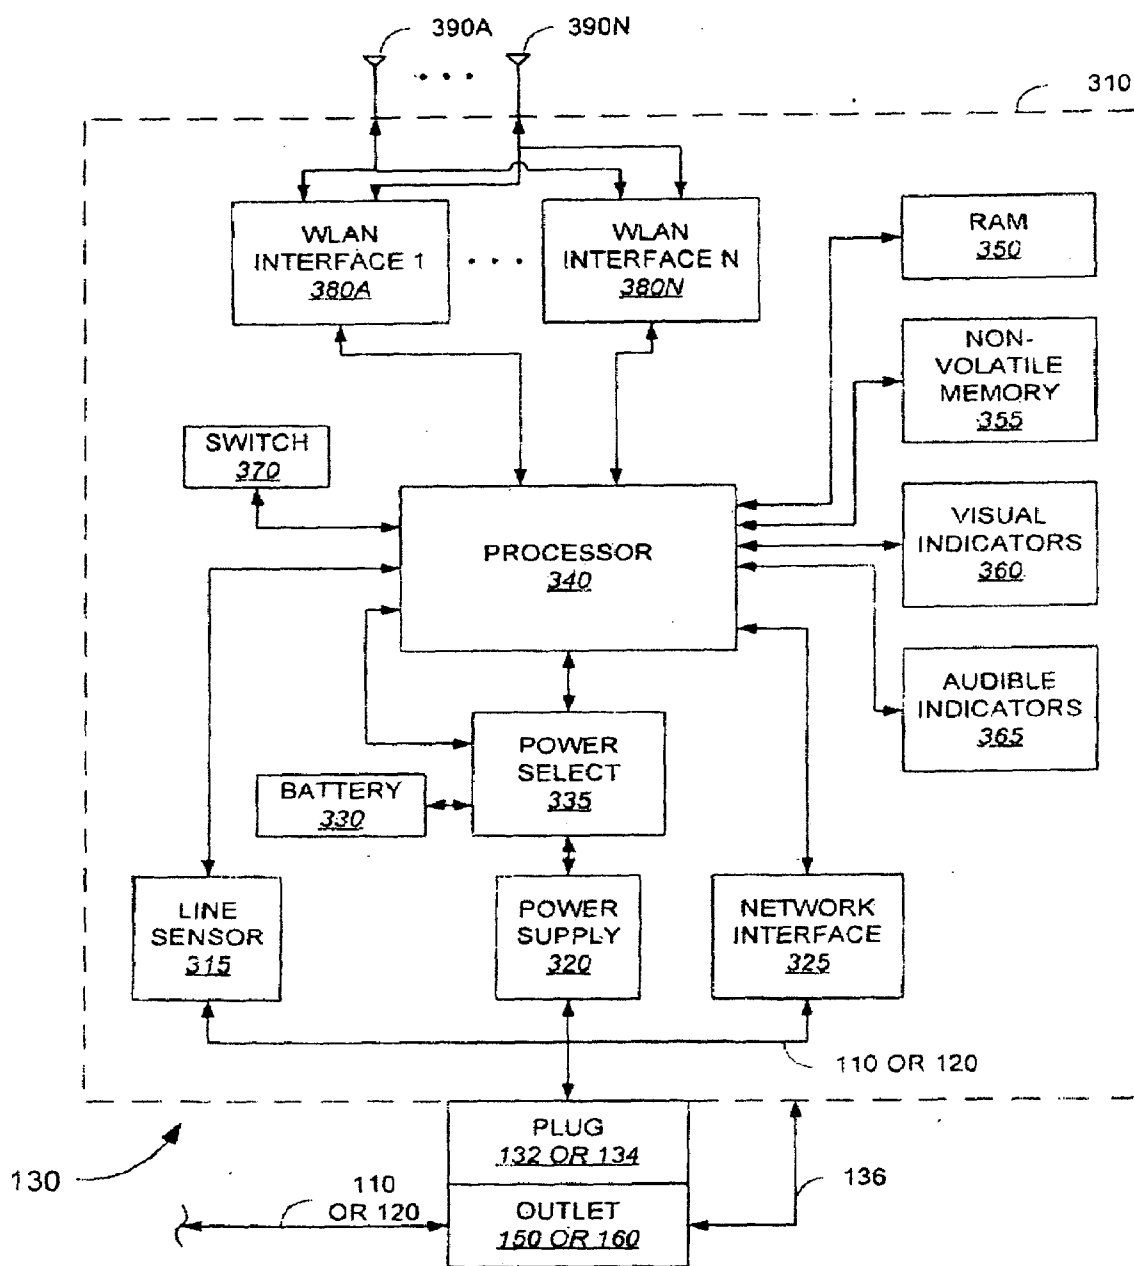 390A
390N
310
WLAN
INTERFACE 1
380A
WLAN
INTERFACE N
380N
RAM
350
NON-
VOLATILE
MEMORY
355
SWITCH
370
PROCESSOR
340
VISUAL
INDICATORS
360
AUDIBLE
INDICATORS
365
POWER
SELECT
335
BATTERY
330
LINE
SENSOR
315
POWER
SUPPLY
320
NETWORK
INTERFACE
325
110 OR 120
PLUG
132 OR 134
130
110
OR 120
OUTLET
150 OR 160
136